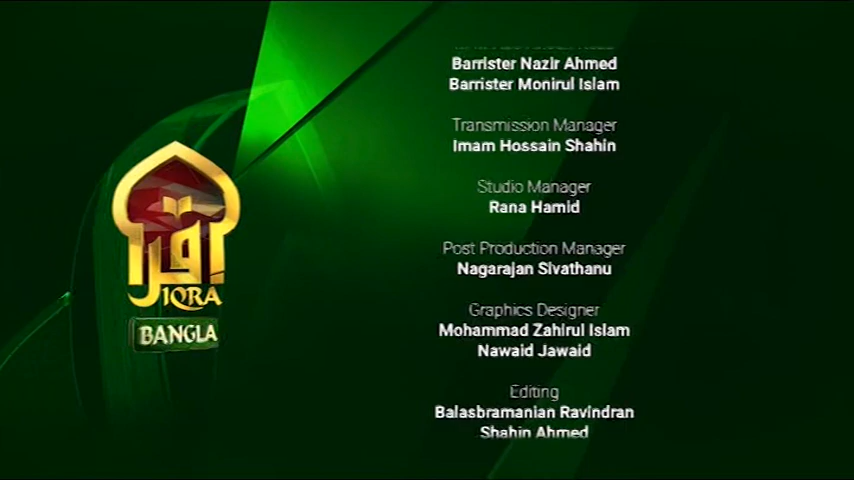 Barrister Nazir Ahmed
Barrister Monirul Islam
Transmission Manager
Imam Hossain Shahin
Studio Manager
Rana Hamid
Post Production Manager
Nagarajan Sivathanu
Graphics Designer
Mohammad Zahirul Islam
Nawaid Jawaid
Editing
Balasbramanian Ravindran
Shahin Ahmed
اقرأ
IQRA
BANGLA